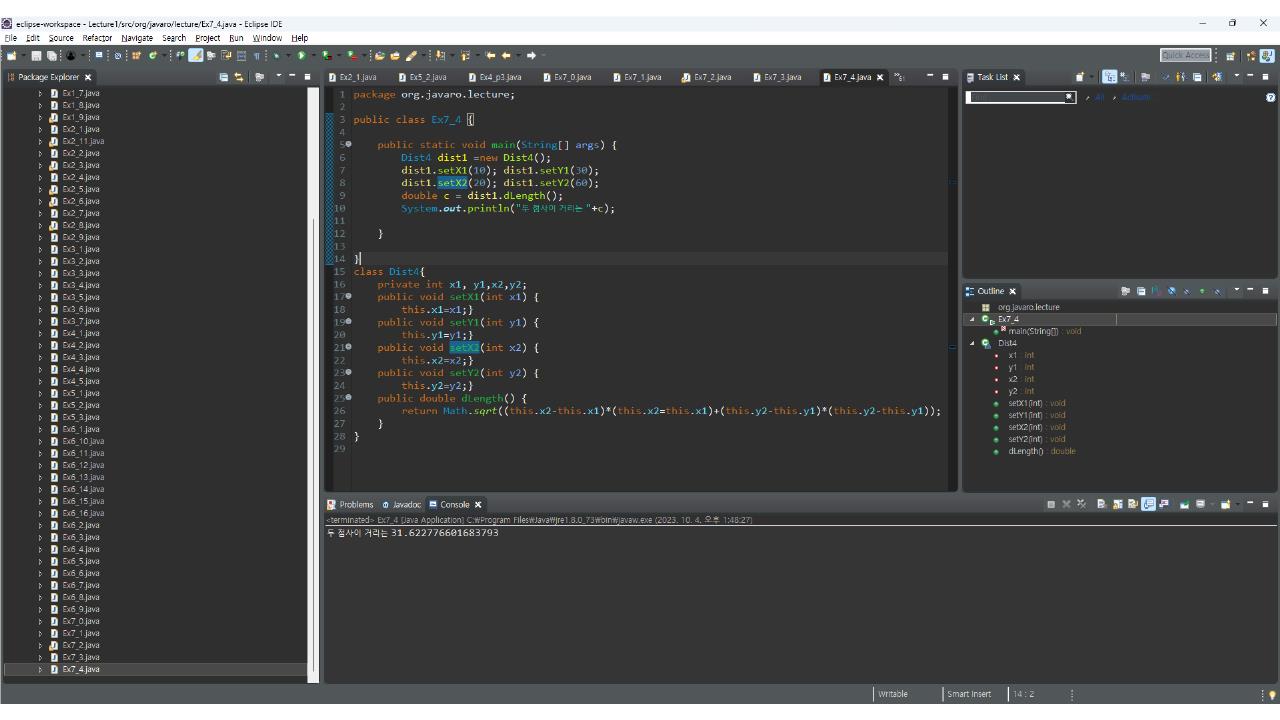 eclipse-workspace - Lecture1/src/org/javaro/lecture/Ex7_4.java - Eclipse IDE
File Edit Source Refactor Navigate Search Project Run Window Help
Quick Access
Package Explorer
Ex1_7.java
Ex1_8.java
Ex1_9.java
Ex2_1.java
Ex2_11.java
Ex2_2.java
Ex2_3.java
Ex2_4.java
Ex2_5.java
Ex2_6.java
Ex2_7.java
Ex2_8.java
Ex2_9.java
Ex3_1.java
Ex3_2.java
Ex3_3.java
Ex3_4.java
Ex3_5.java
Ex3_6.java
Ex3_7.java
Ex4_1.java
Ex4_2.java
Ex4_3.java
Ex4_4.java
Ex4_5.java
Ex5_1.java
Ex5_2.java
Ex5_3.java
Ex6_1.java
Ex6_10.java
Ex6_11.java
Ex6_12.java
Ex6_13.java
Ex6_14.java
Ex6_15.java
Ex6_16.java
Ex6_2.java
Ex6_3.java
Ex6_4.java
Ex6_5.java
Ex6_6.java
Ex6_7.java
Ex6_8.java
Ex6_9.java
Ex7_0.java
Ex7_1.java
Ex7_2.java
Ex7_3.java
Ex7_4.java
Ex2_1.java Ex5_2.java Ex4_p3.java Ex7_0.java Ex7_1.java Ex7_2.java Ex7_3.java Ex7_4.java
1 package org.javaro.lecture;
2
3 public class Ex7_4 {
4
5 public static void main(String[] args) {
6 Dist4 dist1 =new Dist4();
7 dist1.setX1(10); dist1.setY1(30);
8 dist1.setX2(20); dist1.setY2(60);
9 double c = dist1.dLength();
10 System.out.println("두 점사이 거리는 "+c);
11
12 }
13
14 }
15 class Dist4{
16 private int x1, y1,x2,y2;
17 public void setX1(int x1) {
18 this.x1=x1;}
19 public void setY1(int y1) {
20 this.y1=y1;}
21 public void setX2(int x2) {
22 this.x2=x2;}
23 public void setY2(int y2) {
24 this.y2=y2;}
25 public double dLength() {
26 return Math.sqrt((this.x2-this.x1)*(this.x2=this.x1)+(this.y2-this.y1)*(this.y2-this.y1));
27 }
28 }
29
Task List
Find
All Activate
Outline
org.javaro.lecture
Ex7_4
main(String[]) : void
Dist4
x1 : int
y1 : int
x2 : int
y2 : int
setX1(int) : void
setY1(int) : void
setX2(int) : void
setY2(int) : void
dLength() : double
Problems Javadoc Console
<terminated> Ex7_4 [Java Application] C:₩Program Files₩Java₩jre1.8.0_73₩bin₩javaw.exe (2023. 10. 4. 오후 1:48:27)
두 점사이 거리는 31.622776601683793
Writable Smart Insert 14 : 2